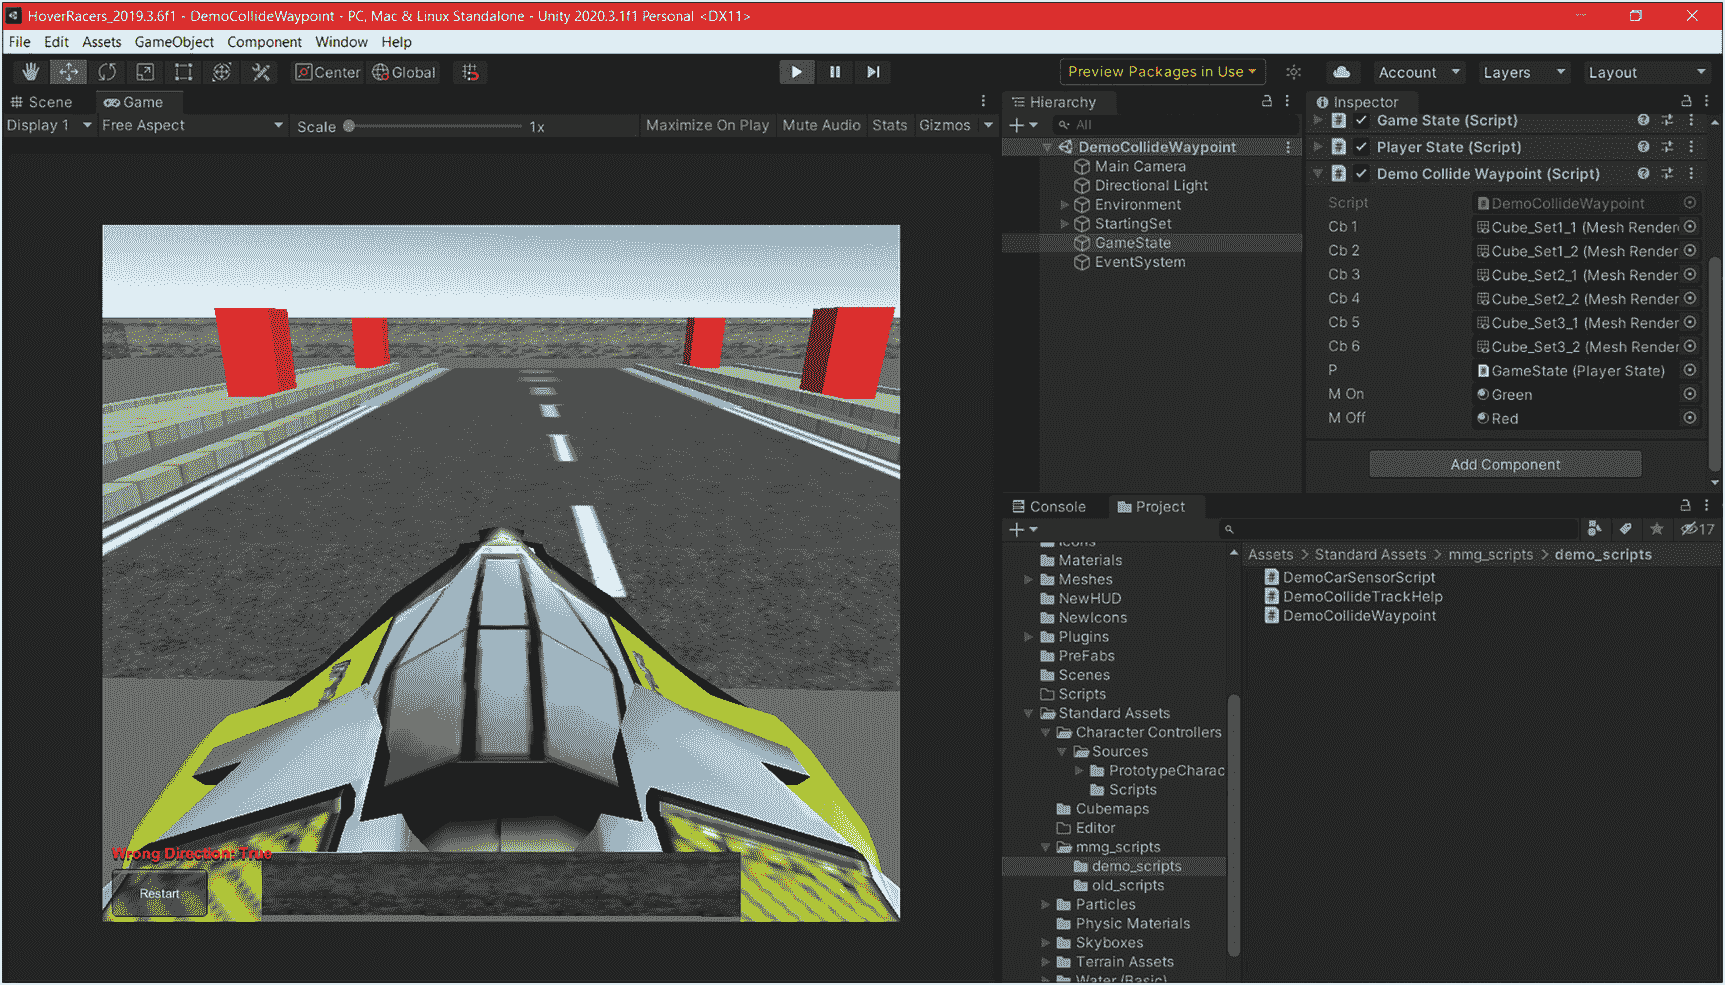 HoverRacers_2019.3.6f1 - DemoCollideWaypoint - PC, Mac & Linux Standalone - Unity 2020.3.1f1 Personal <DX11>
File Edit Assets GameObject Component Window Help
Center Global Preview Packages in Use Account Layers Layout
Scene Game
Display 1 Free Aspect Scale 1x Maximize On Play Mute Audio Stats Gizmos
Wrong Direction: True
Restart
Hierarchy
All
DemoCollideWaypoint
Main Camera
Directional Light
Environment
StartingSet
GameState
EventSystem
Inspector
Game State (Script)
Player State (Script)
Demo Collide Waypoint (Script)
Script DemoCollideWaypoint
Cb 1 Cube_Set1_1 (Mesh Render
Cb 2 Cube_Set1_2 (Mesh Render
Cb 3 Cube_Set2_1 (Mesh Render
Cb 4 Cube_Set2_2 (Mesh Render
Cb 5 Cube_Set3_1 (Mesh Render
Cb 6 Cube_Set3_2 (Mesh Render
P GameState (Player State)
M On Green
M Off Red
Add Component
Console Project
17
Icons
Materials
Meshes
NewHUD
NewIcons
Plugins
PreFabs
Scenes
Scripts
Standard Assets
Character Controllers
Sources
PrototypeCharac
Scripts
Cubemaps
Editor
mmg_scripts
demo_scripts
old_scripts
Particles
Physic Materials
Skyboxes
Terrain Assets
Water (Basic)
Assets > Standard Assets > mmg_scripts > demo_scripts
DemoCarSensorScript
DemoCollideTrackHelp
DemoCollideWaypoint